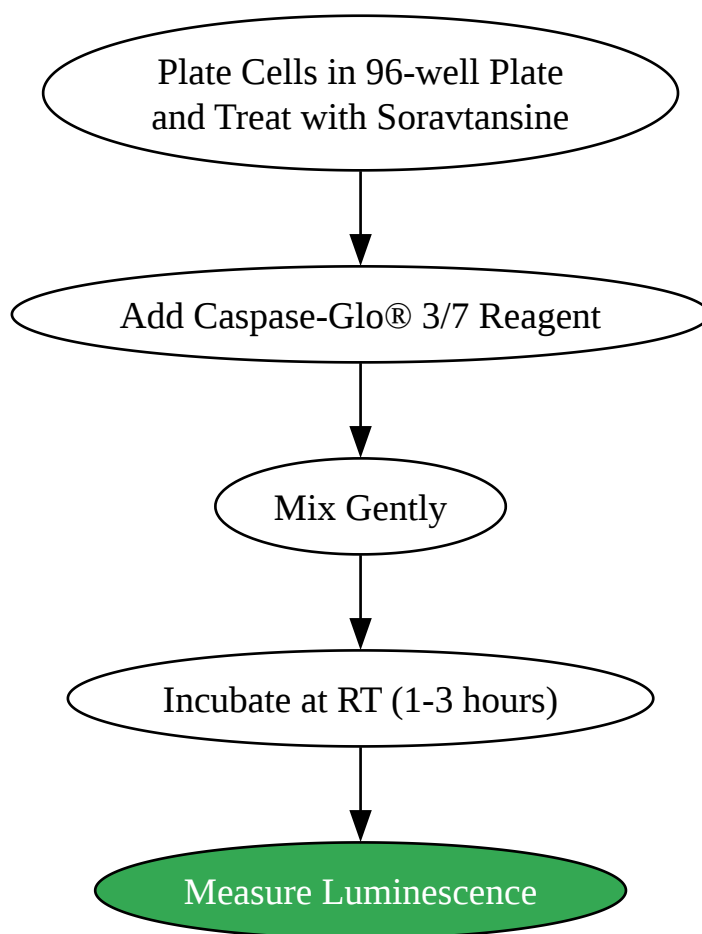 Plate Cells in 96-well Plate
and Treat with Soravtansine
Add Caspase-Glo® 3/7 Reagent
Mix Gently
Incubate at RT (1-3 hours)
Measure Luminescence